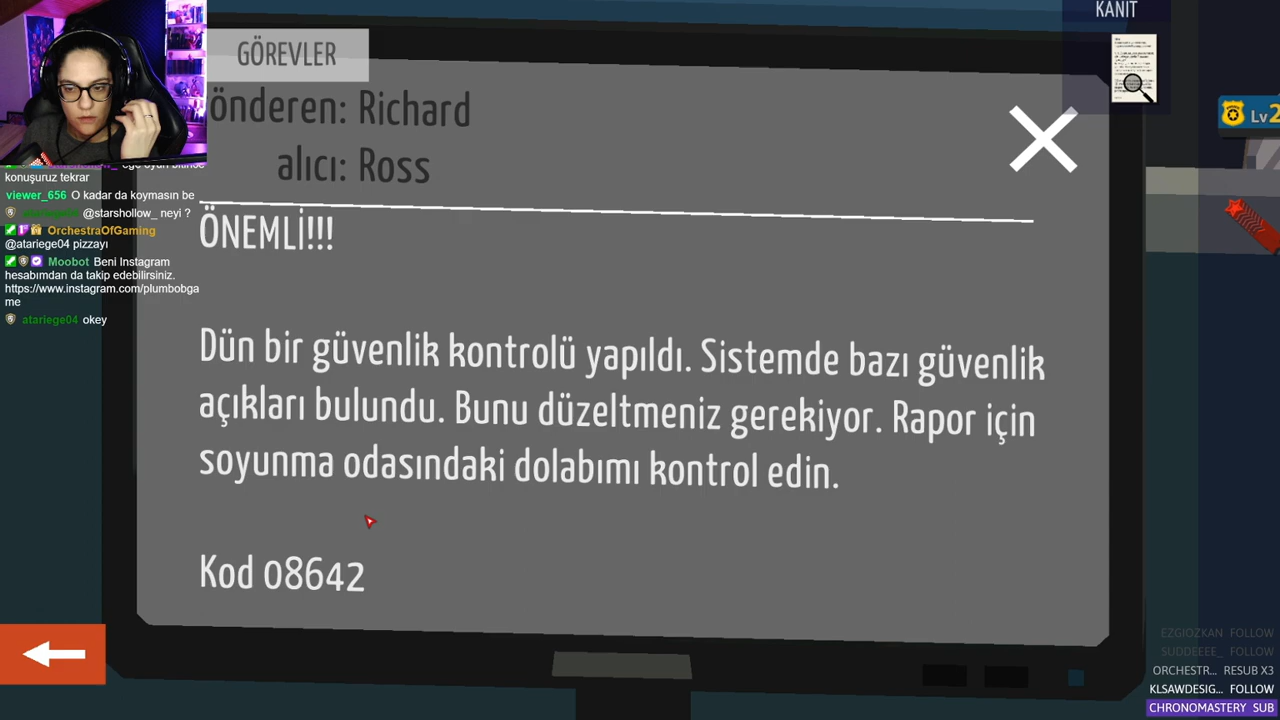 KANIT
GÖREVLER
önderen: Richard
alıcı: Ross
Lv2
ÖNEMLİ!!!
Dün bir güvenlik kontrolü yapıldı. Sistemde bazı güvenlik
açıkları bulundu. Bunu düzeltmeniz gerekiyor. Rapor için
soyunma odasındaki dolabımı kontrol edin.
Kod 08642
konuşuruz tekrar
viewer_656 O kadar da koymasın be
@starshollow_ neyi ?
OrchestraOfGaming
@atariege04 pizzayı
Moobot Beni Instagram
hesabımdan da takip edebilirsiniz.
https://www.instagram.com/plumbobga
me
atariege04 okey
EZGIOZKAN FOLLOW
SUDDEEEE_ FOLLOW
ORCHESTR... RESUB X3
KLSAWDESIG... FOLLOW
CHRONOMASTERY SUB